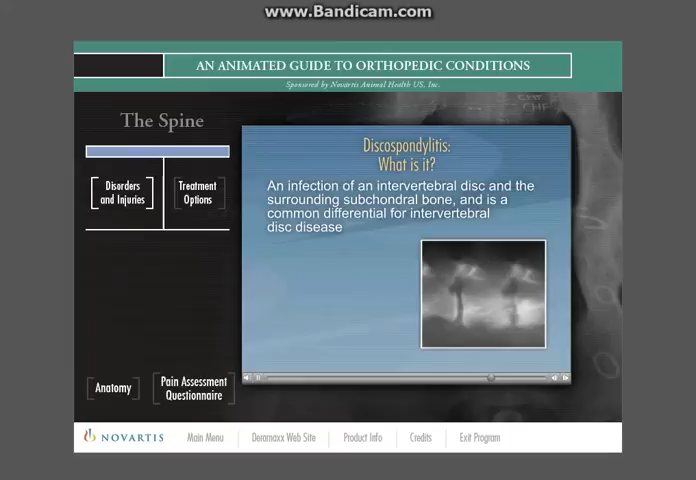 www.Bandicam.com
AN ANIMATED GUIDE TO ORTHOPEDIC CONDITIONS
Sponsored by Novartis Animal Health US, Inc.
The Spine
Disorders
and Injuries
Treatment
Options
Discospondylitis:
What is it?
An infection of an intervertebral disc and the
surrounding subchondral bone, and is a
common differential for intervertebral
disc disease
Anatomy
Pain Assessment
Questionnaire
NOVARTIS
Main Menu
Deramaxx Web Site
Product Info
Credits
Exit Program